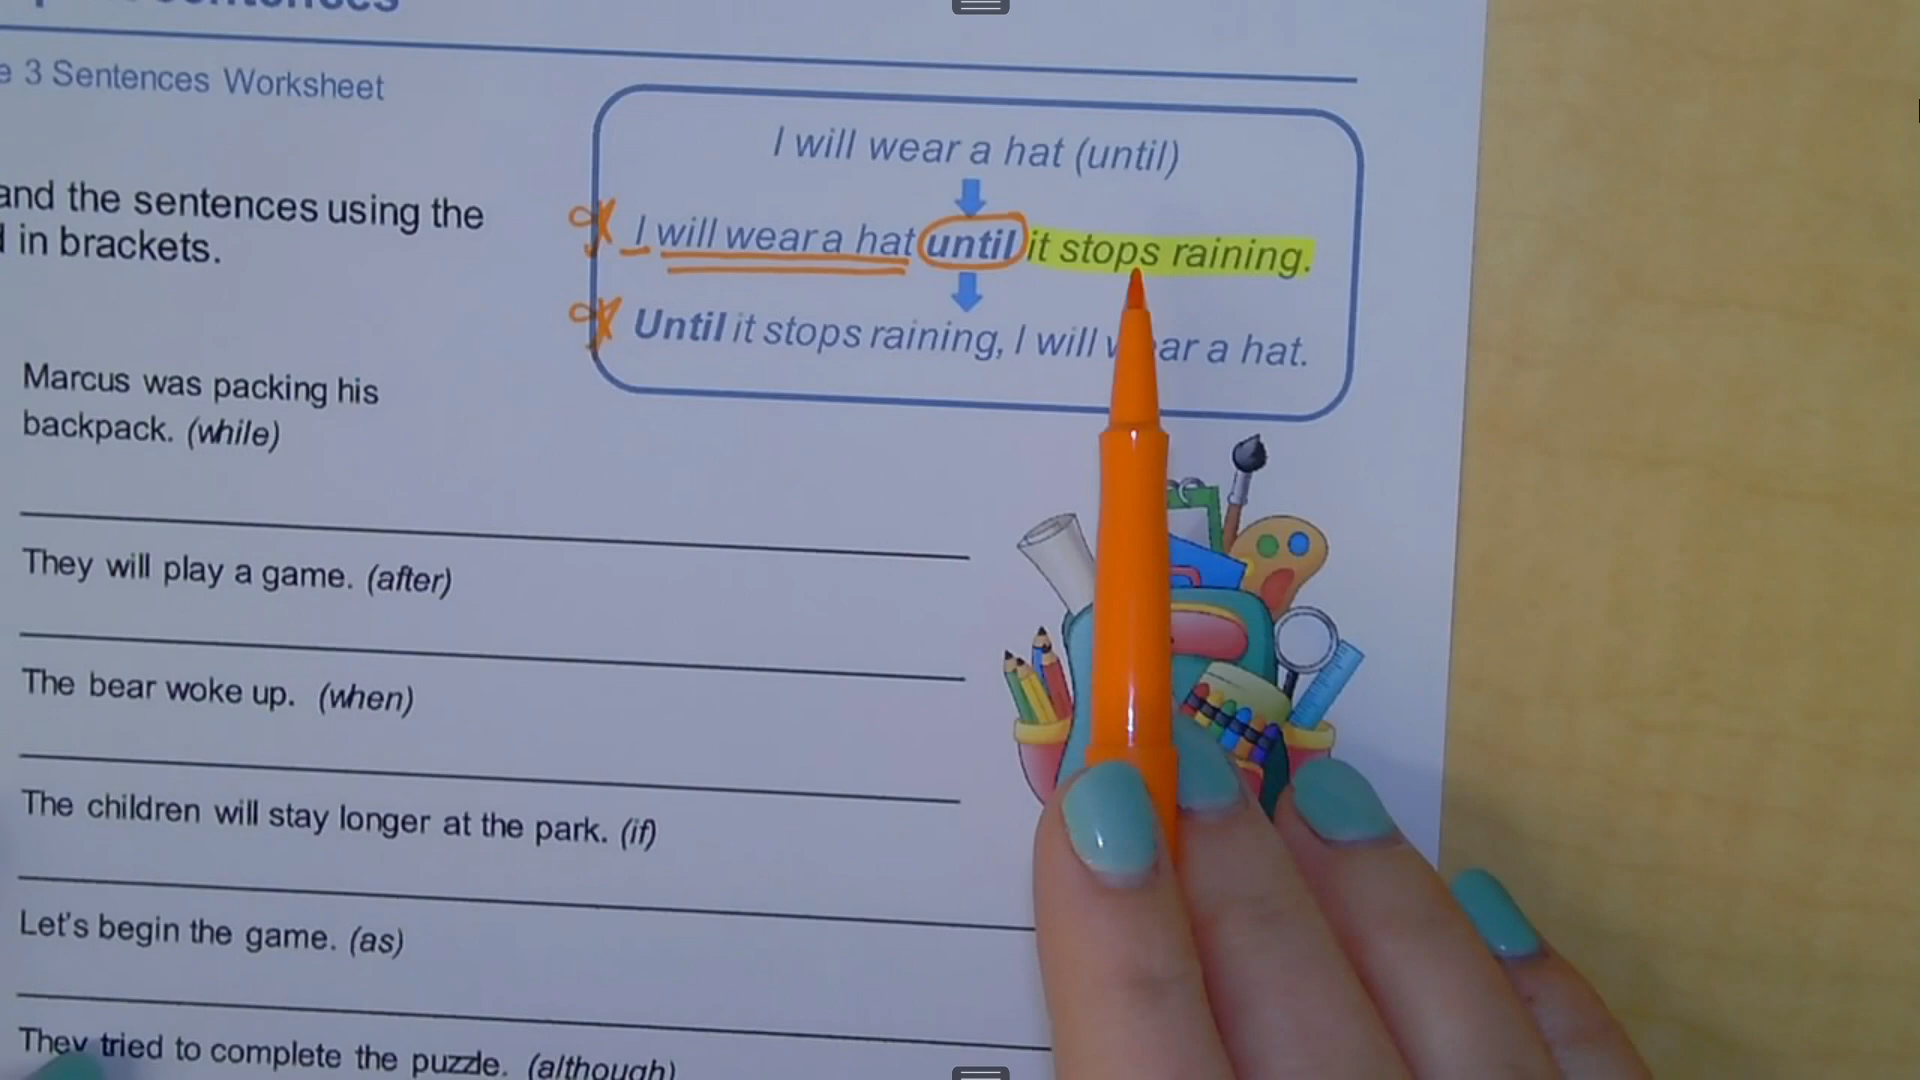 3 Sentences Worksheet
I will wear a hat (until)
and the sentences using the
in brackets.
I will wear a hat until it stops raining.
Until it stops raining, I will a hat.
Marcus was packing his
backpack. (while)
They will play a game. (after)
The bear woke up. (when)
The children will stay longer at the park. (if)
Let's begin the game. (as)
They tried to complete the puzzle. (although)